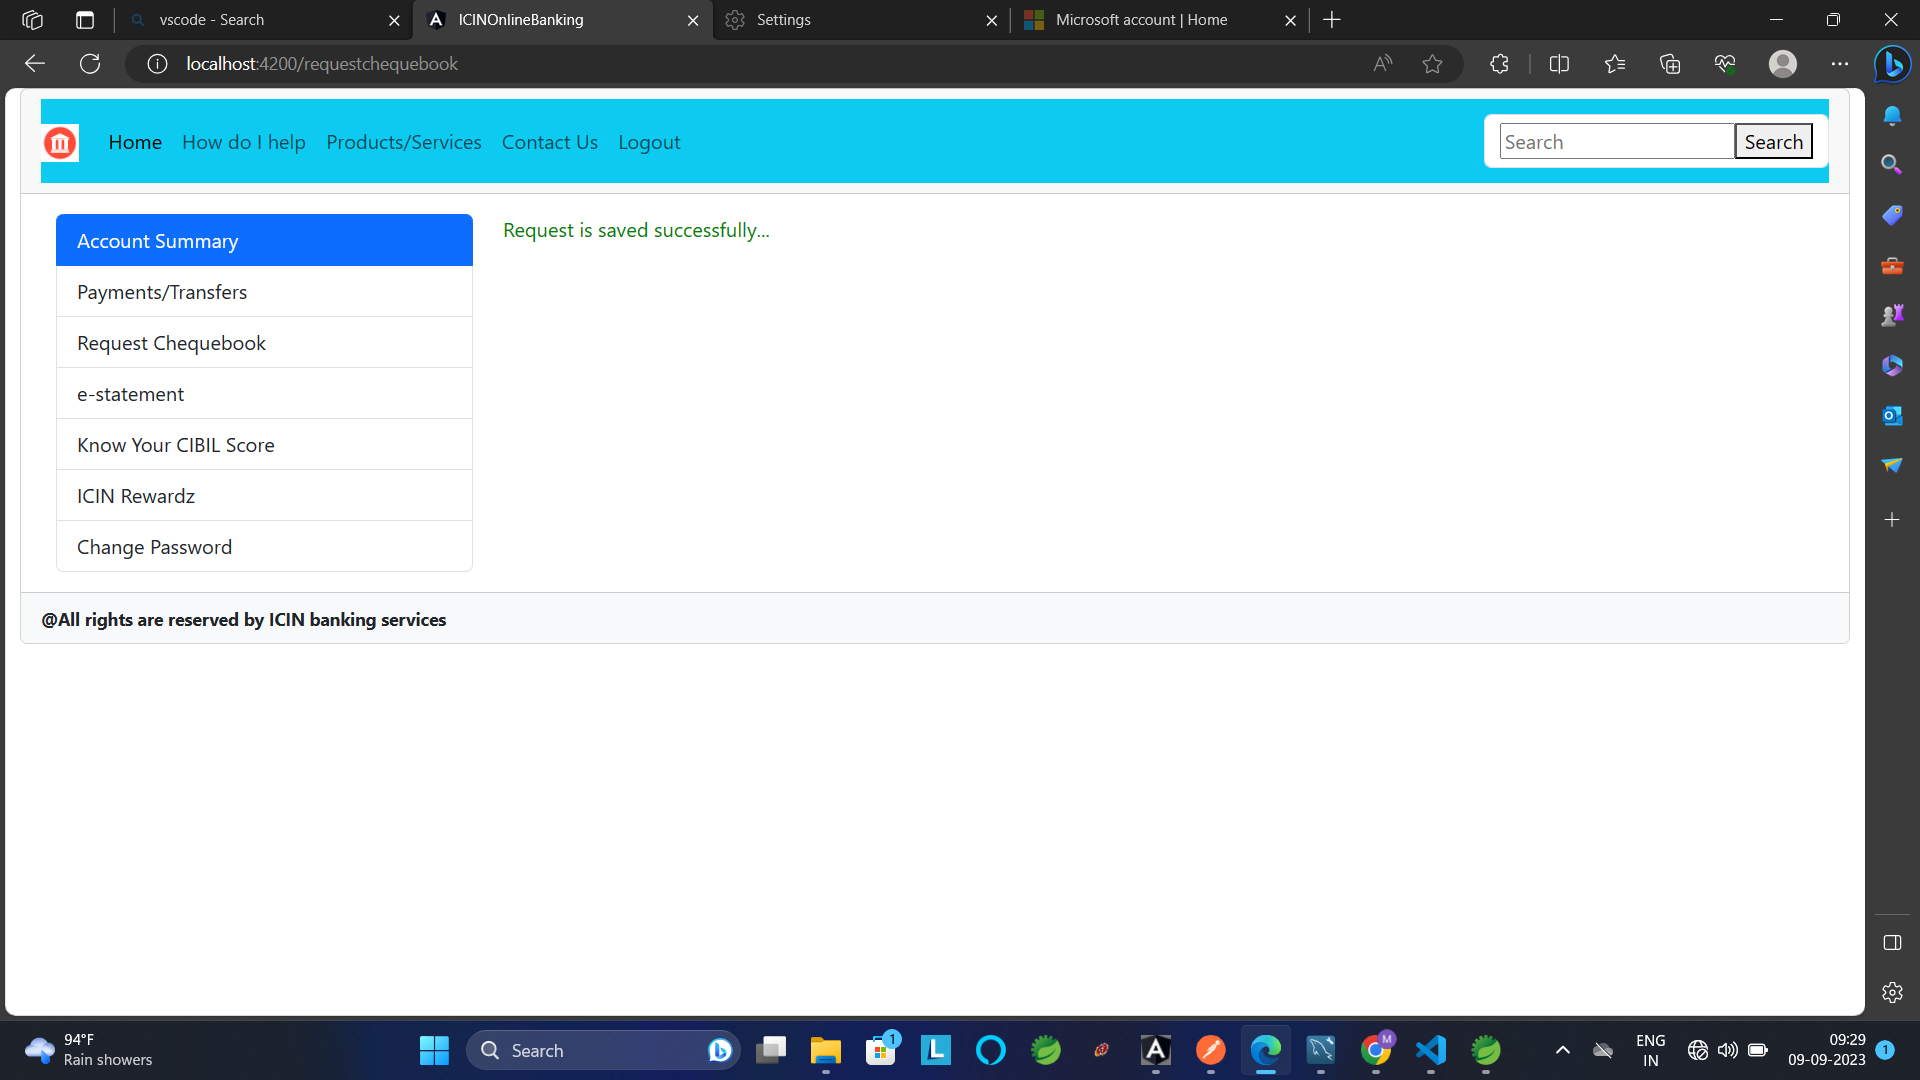 vscode - Search
ICINOnlineBanking
Settings
Microsoft account | Home
localhost:4200/requestchequebook
Home How do I help Products/Services Contact Us Logout
Search
Search
Account Summary
Request is saved successfully...
Payments/Transfers
Request Chequebook
e-statement
Know Your CIBIL Score
ICIN Rewardz
Change Password
@All rights are reserved by ICIN banking services
94°F
Rain showers
Search
1
M
ENG
IN
09:29
09-09-2023
1